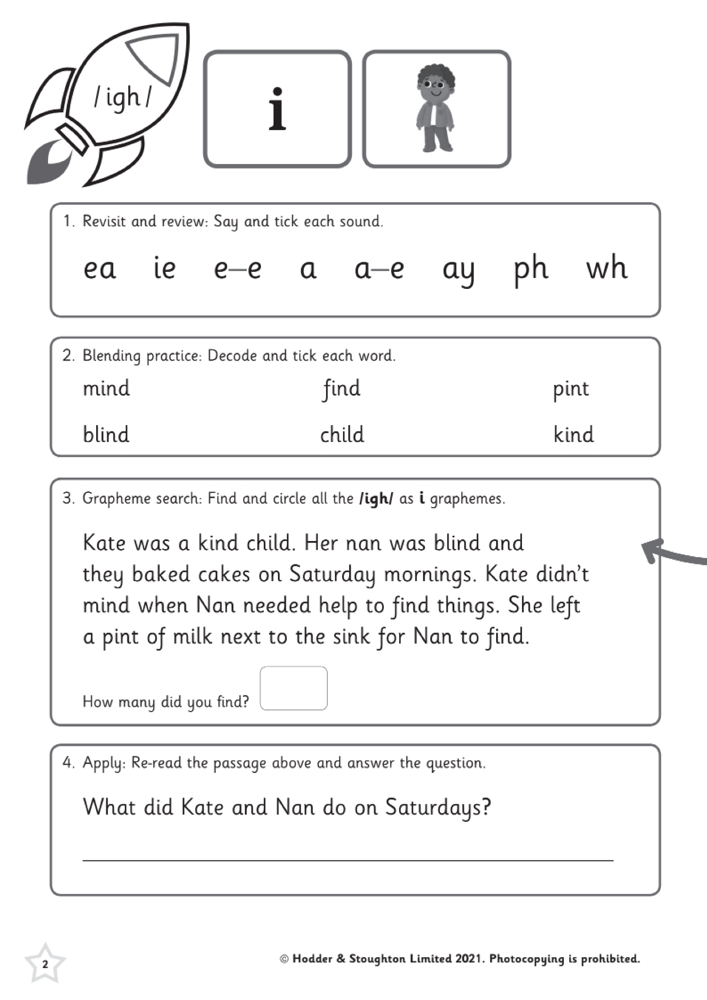 /igh/
i
1. Revisit and review: Say and tick each sound.
ea ie e–e a a–e ay ph wh
2. Blending practice: Decode and tick each word.
mind find pint
blind child kind
3. Grapheme search: Find and circle all the /igh/ as i graphemes.
Kate was a kind child. Her nan was blind and
they baked cakes on Saturday mornings. Kate didn’t
mind when Nan needed help to find things. She left
a pint of milk next to the sink for Nan to find.
How many did you find?
4. Apply: Re-read the passage above and answer the question.
What did Kate and Nan do on Saturdays?
2
© Hodder & Stoughton Limited 2021. Photocopying is prohibited.